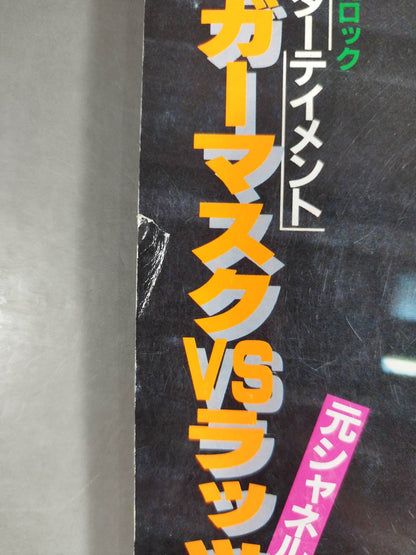 ロック
ターテイメント
ガーマスクVSラッ
元シャネル